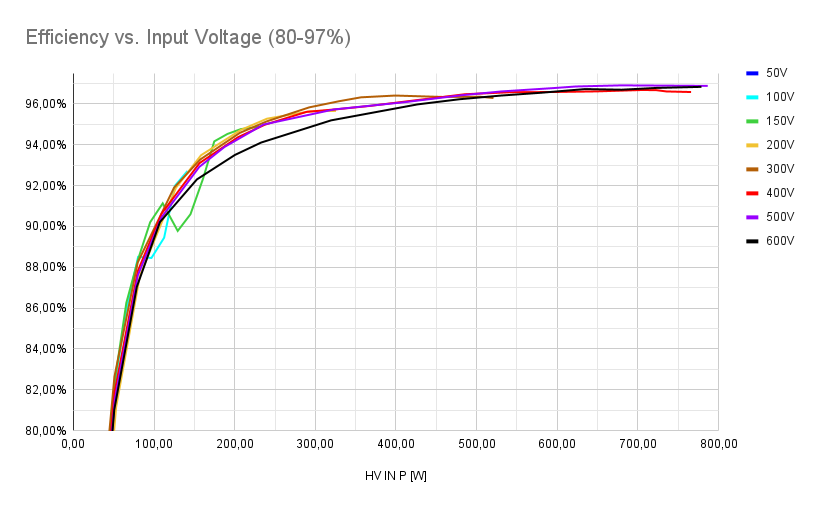 Efficiency vs. Input Voltage (80-97%)
96,00%
94,00%
92,00%
90,00%
88,00%
86,00%
84,00%
82,00%
80,00%
0,00 100,00 200,00 300,00 400,00 500,00 600,00 700,00 800,00
HV IN P [W]
50V
100V
150V
200V
300V
400V
500V
600V